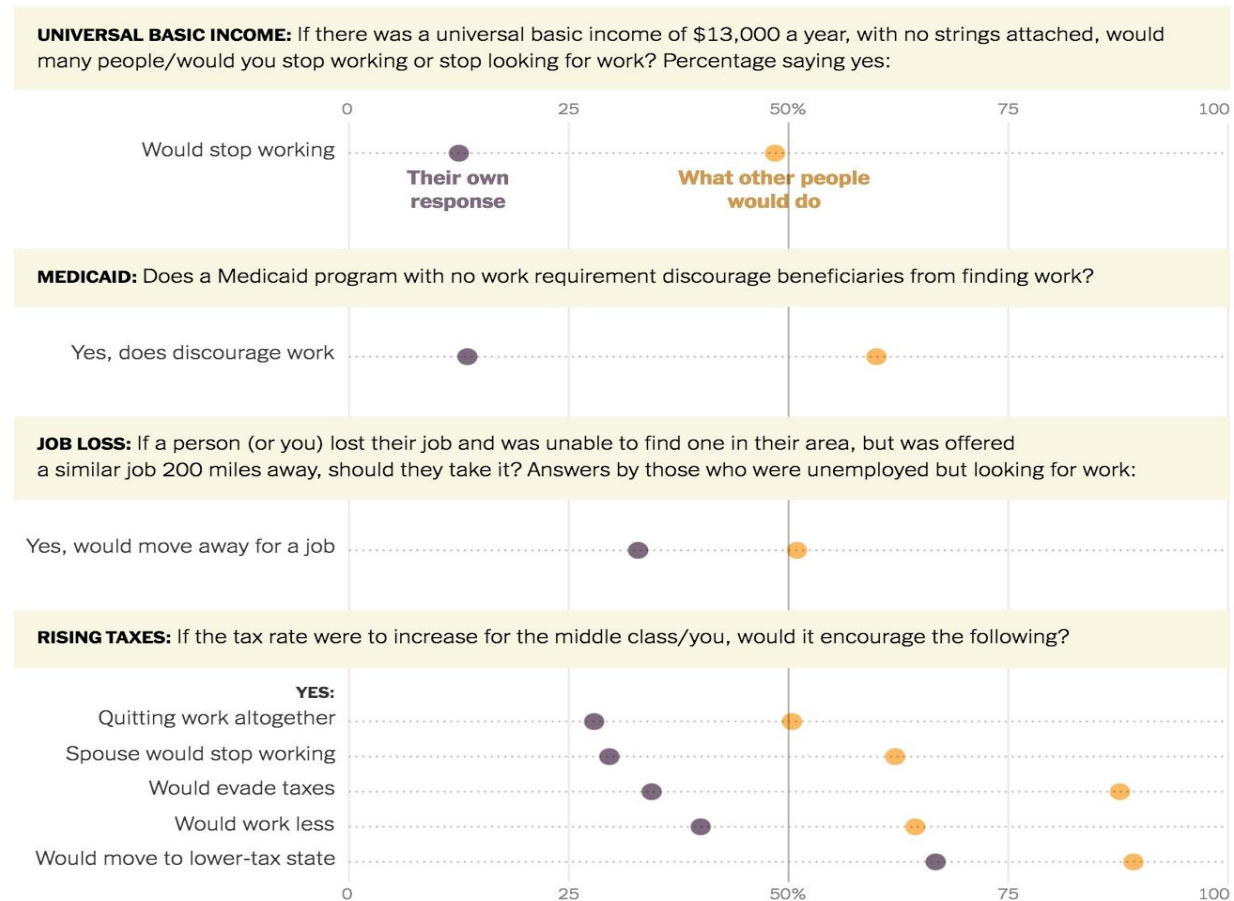 UNIVERSAL BASIC INCOME: If there was a universal basic income of $13,000 a year, with no strings attached, would
many people/would you stop working or stop looking for work? Percentage saying yes:
0 25 50% 75 100
Would stop working
Their own
response
What other people
would do
MEDICAID: Does a Medicaid program with no work requirement discourage beneficiaries from finding work?
Yes, does discourage work
JOB LOSS: If a person (or you) lost their job and was unable to find one in their area, but was offered
a similar job 200 miles away, should they take it? Answers by those who were unemployed but looking for work:
Yes, would move away for a job
RISING TAXES: If the tax rate were to increase for the middle class/you, would it encourage the following?
YES:
Quitting work altogether
Spouse would stop working
Would evade taxes
Would work less
Would move to lower-tax state
0 25 50% 75 100